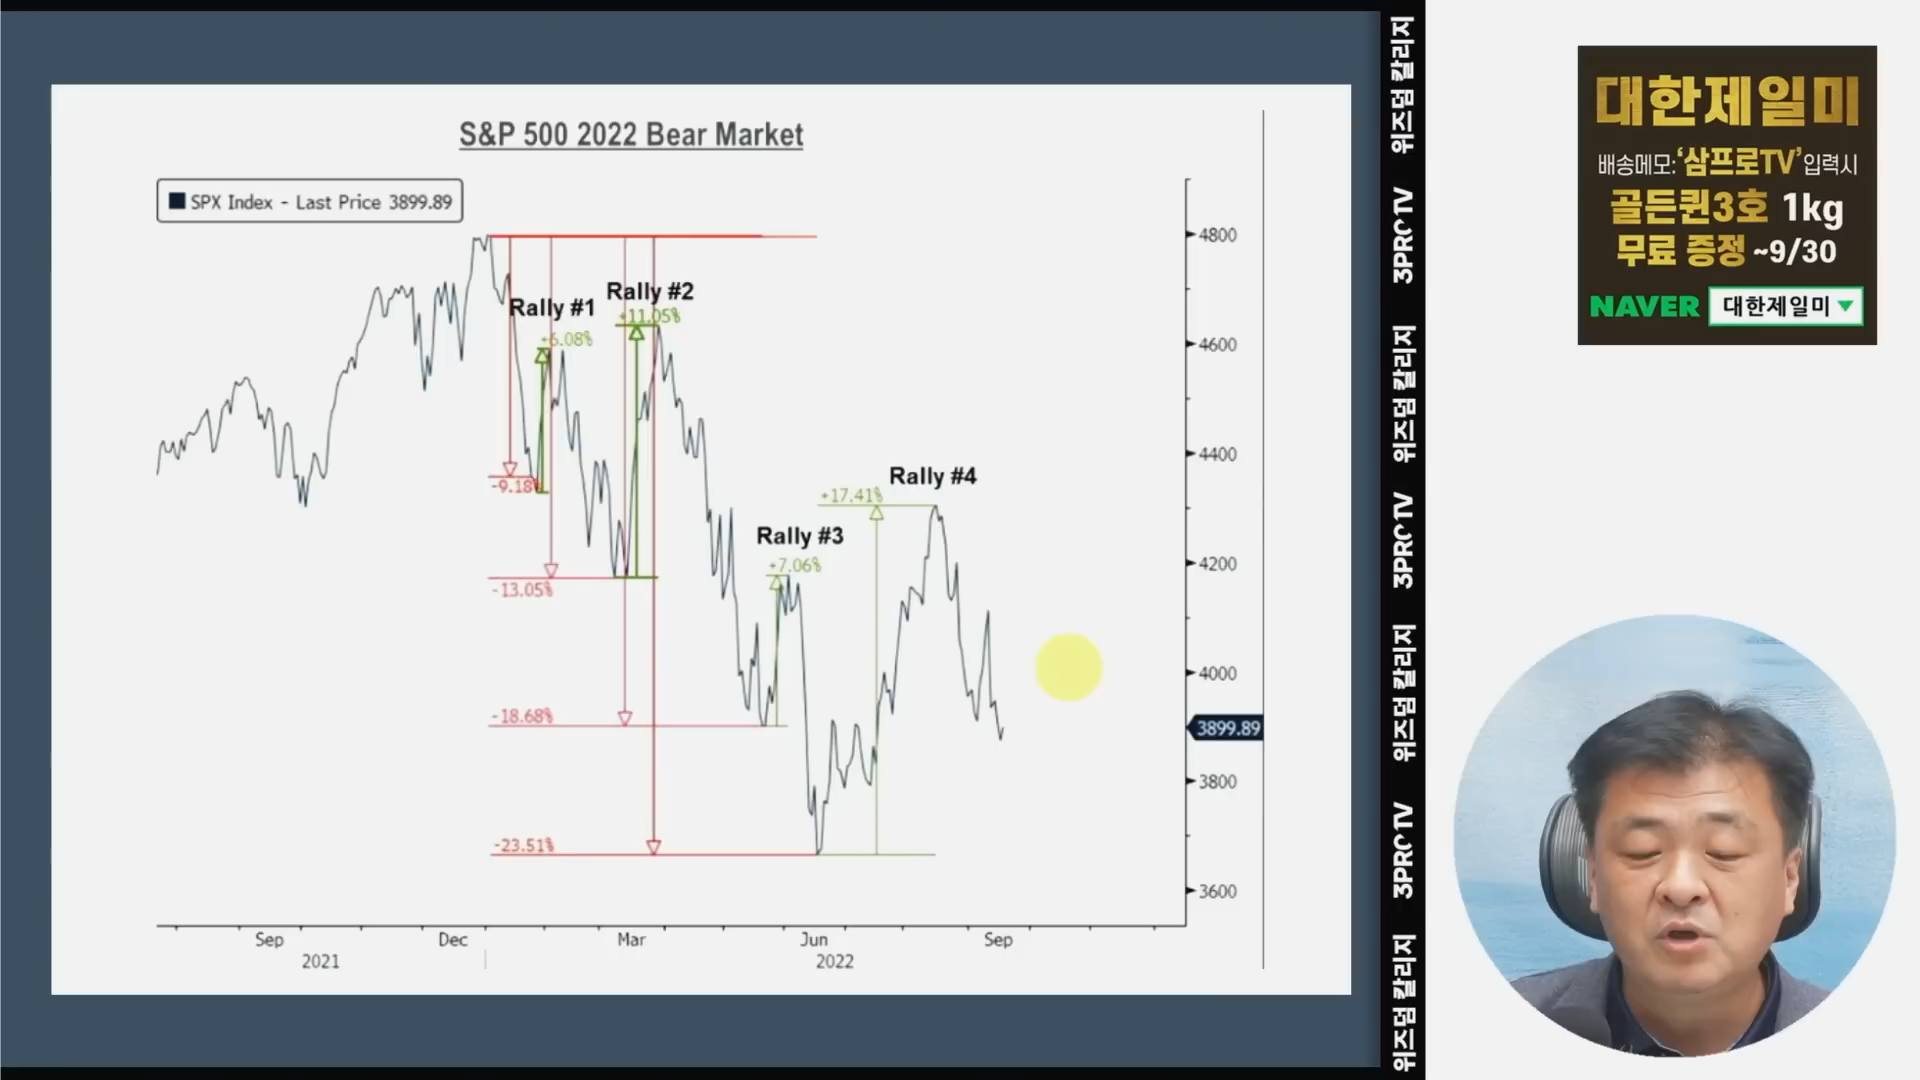 S&P 500 2022 Bear Market
SPX Index - Last Price 3899.89
Rally #1
+6.08%
Rally #2
+11.05%
Rally #3
+7.06%
Rally #4
+17.41%
-9.18%
-13.05%
-18.68%
-23.51%
4800
4600
4400
4200
4000
3899.89
3800
3600
Sep
Dec
Mar
Jun
Sep
2021
2022
위즈덤 칼리지
3PROTV
위즈덤 칼리지
3PROTV
위즈덤 칼리지
3PROTV
위즈덤 칼리지
대한제일미
배송메모:'삼프로TV'입력시
골든퀸3호 1kg
무료 증정 ~9/30
NAVER 대한제일미